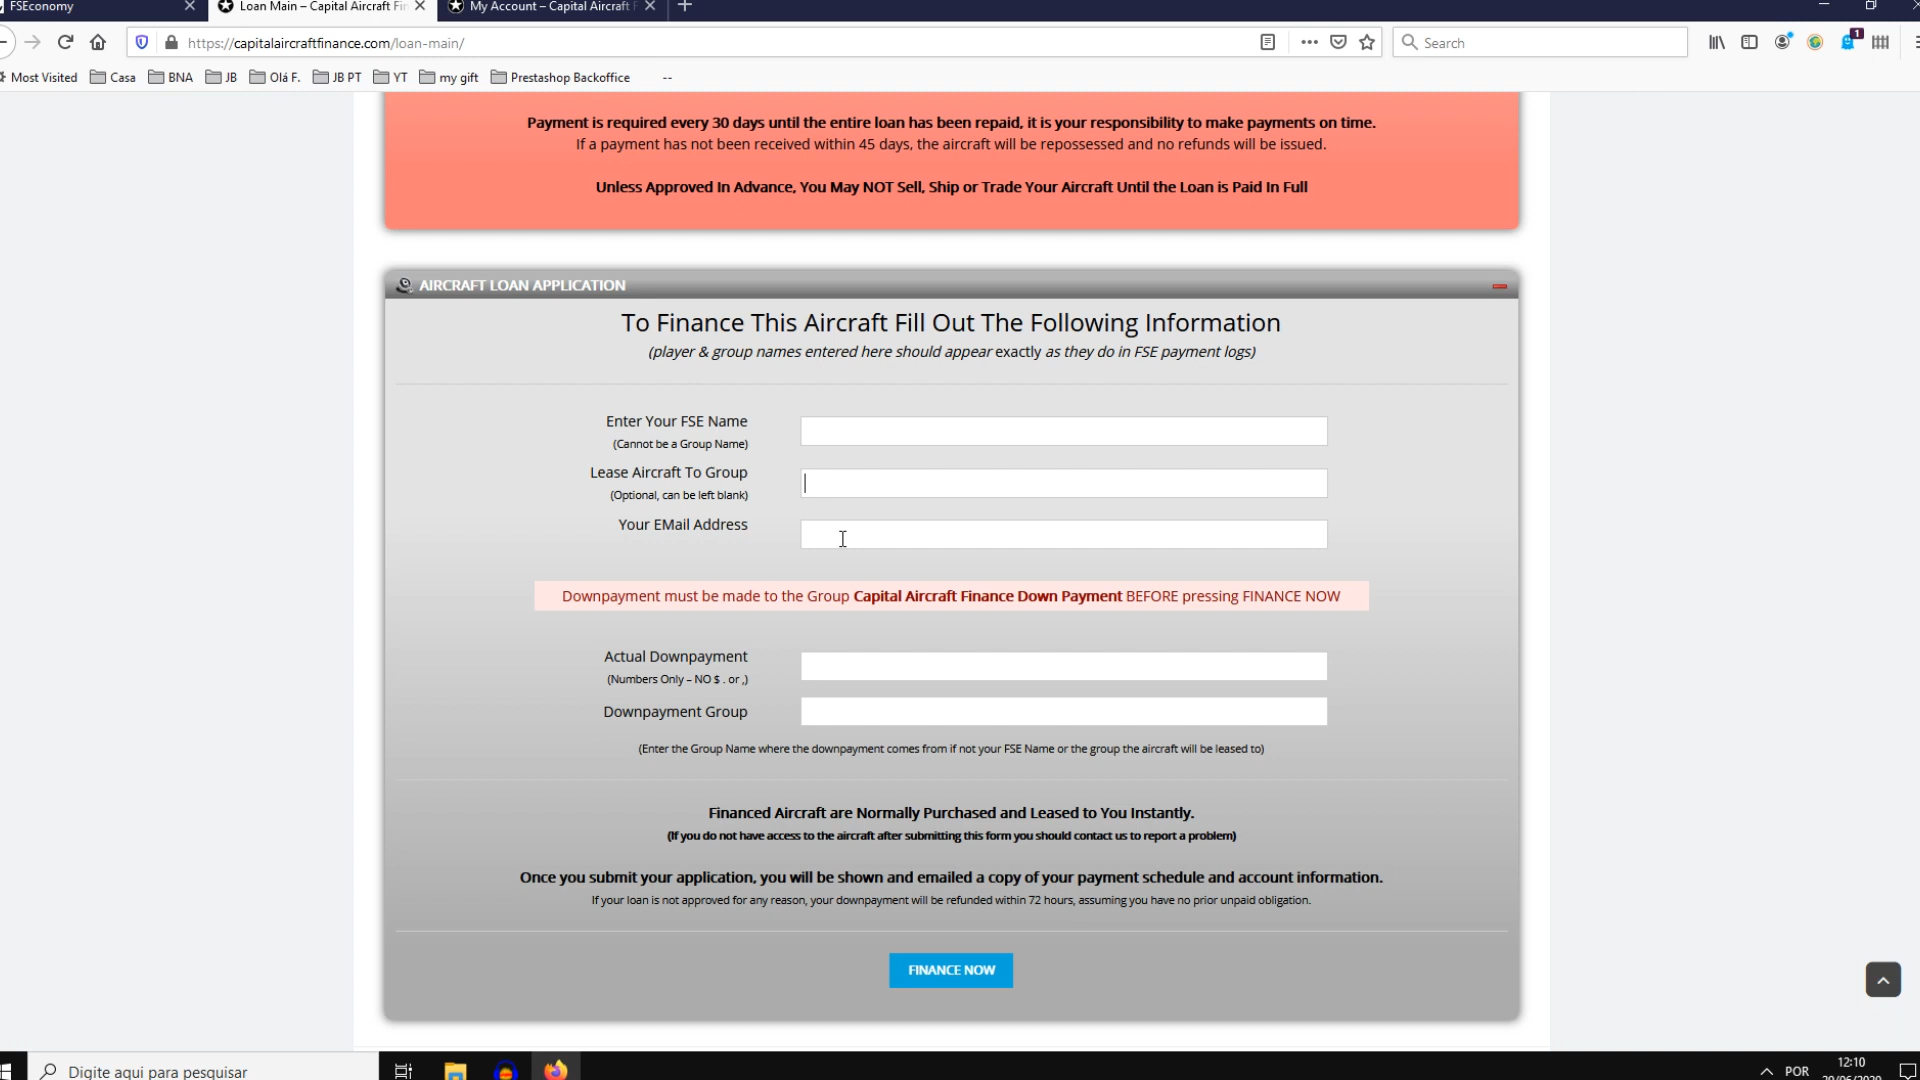 FSEconomy
Loan Main – Capital Aircraft Fin
My Account – Capital Aircraft F
https://capitalaircraftfinance.com/loan-main/
Search
1
Most Visited
Casa
BNA
JB
Olá F.
JB PT
YT
my gift
Prestashop Backoffice
--
Payment is required every 30 days until the entire loan has been repaid, it is your responsibility to make payments on time.
If a payment has not been received within 45 days, the aircraft will be repossessed and no refunds will be issued.
Unless Approved In Advance, You May NOT Sell, Ship or Trade Your Aircraft Until the Loan is Paid In Full
AIRCRAFT LOAN APPLICATION
To Finance This Aircraft Fill Out The Following Information
(player & group names entered here should appear exactly as they do in FSE payment logs)
Enter Your FSE Name
(Cannot be a Group Name)
Lease Aircraft To Group
(Optional, can be left blank)
Your EMail Address
Downpayment must be made to the Group Capital Aircraft Finance Down Payment BEFORE pressing FINANCE NOW
Actual Downpayment
(Numbers Only – NO $ . or ,)
Downpayment Group
(Enter the Group Name where the downpayment comes from if not your FSE Name or the group the aircraft will be leased to)
Financed Aircraft are Normally Purchased and Leased to You Instantly.
(If you do not have access to the aircraft after submitting this form you should contact us to report a problem)
Once you submit your application, you will be shown and emailed a copy of your payment schedule and account information.
If your loan is not approved for any reason, your downpayment will be refunded within 72 hours, assuming you have no prior unpaid obligation.
FINANCE NOW
Digite aqui para pesquisar
POR
12:10